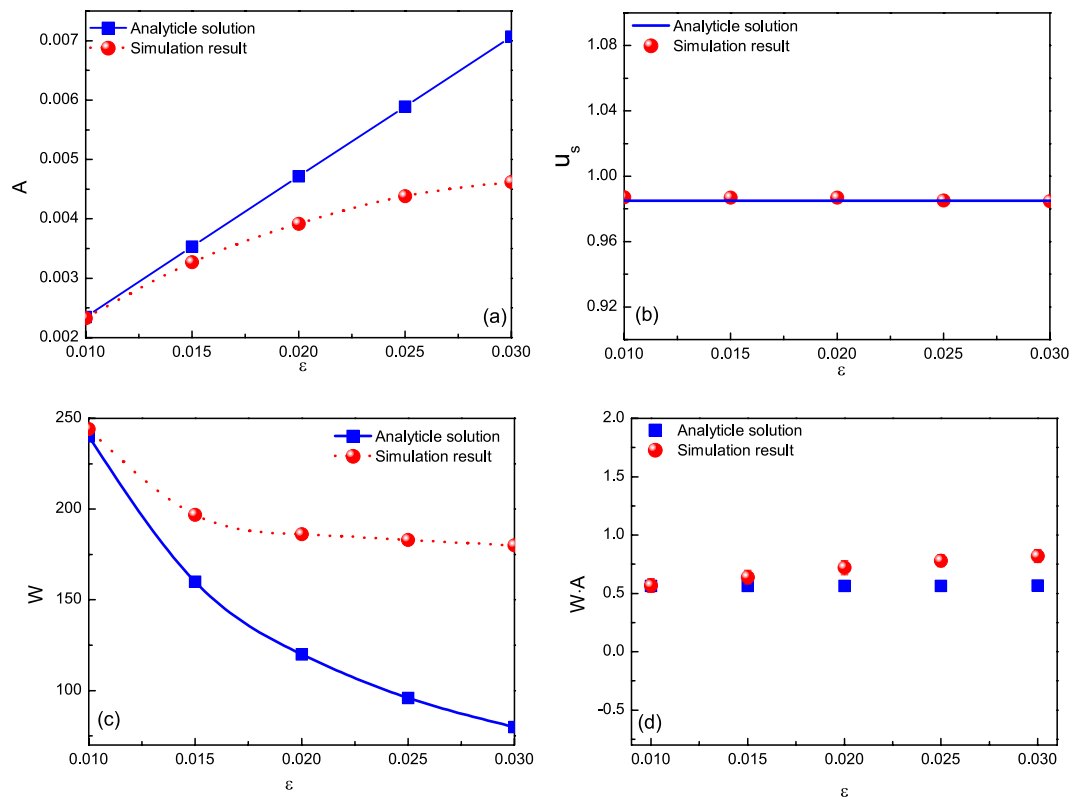 Analyticle solution
Simulation result
0.007
0.006
0.005
0.004
0.003
0.002
A
(a)
0.010 0.015 0.020 0.025 0.030
ε
Analyticle solution
Simulation result
1.08
1.04
1.00
0.96
0.92
u_s
(b)
0.010 0.015 0.020 0.025 0.030
ε
Analyticle solution
Simulation result
250
200
150
100
W
(c)
0.010 0.015 0.020 0.025 0.030
ε
Analyticle solution
Simulation result
2.0
1.5
1.0
0.5
0.0
-0.5
W·A
(d)
0.010 0.015 0.020 0.025 0.030
ε